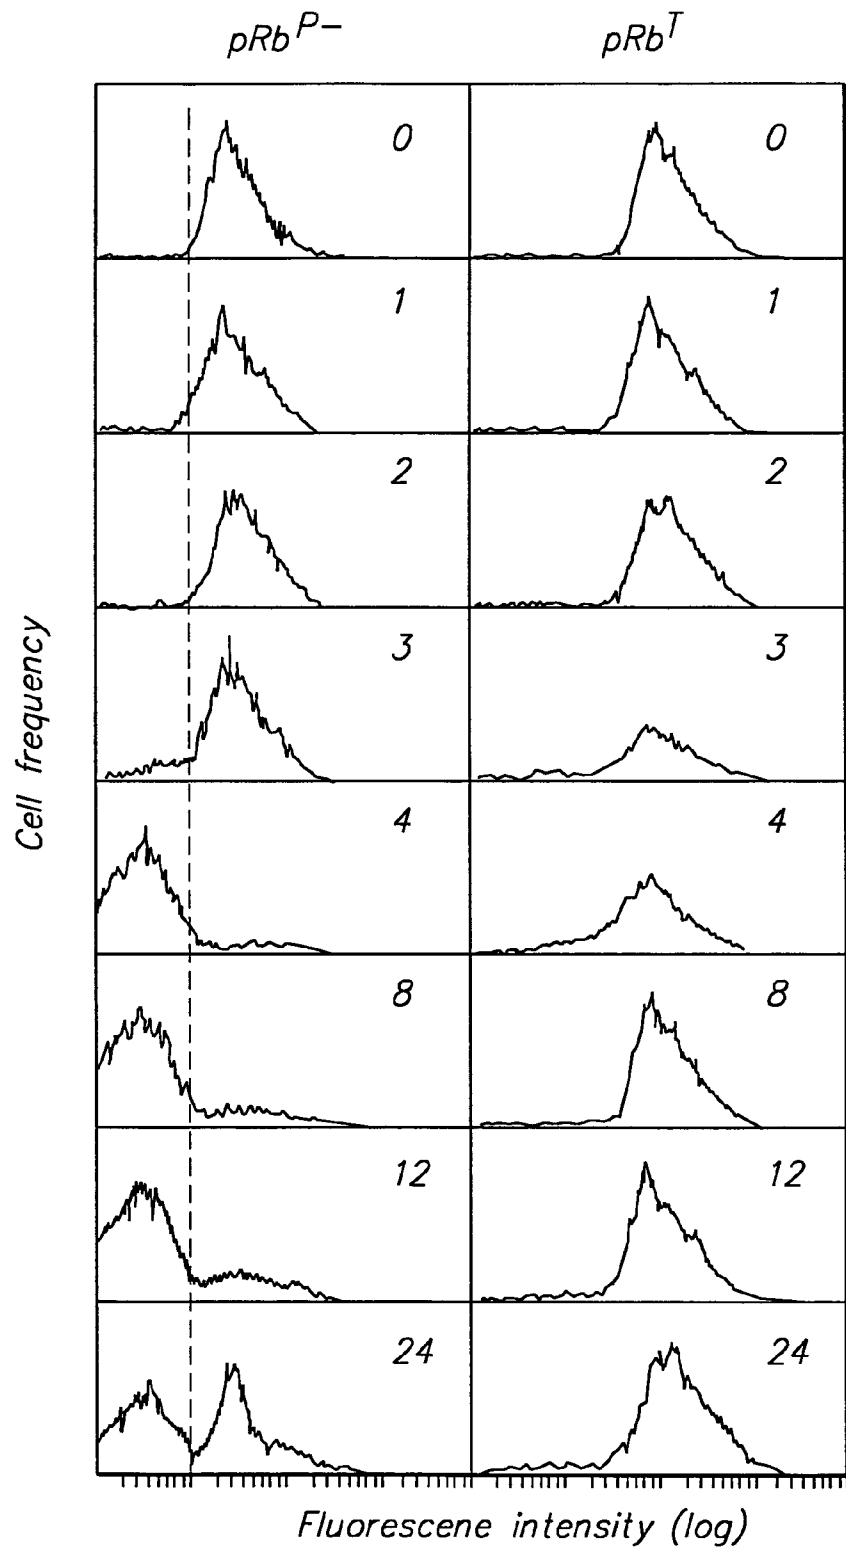 pRb^P− pRb^T
0 0
1 1
2 2
3 3
4 4
8 8
12 12
24 24
Cell frequency
Fluorescene intensity (log)